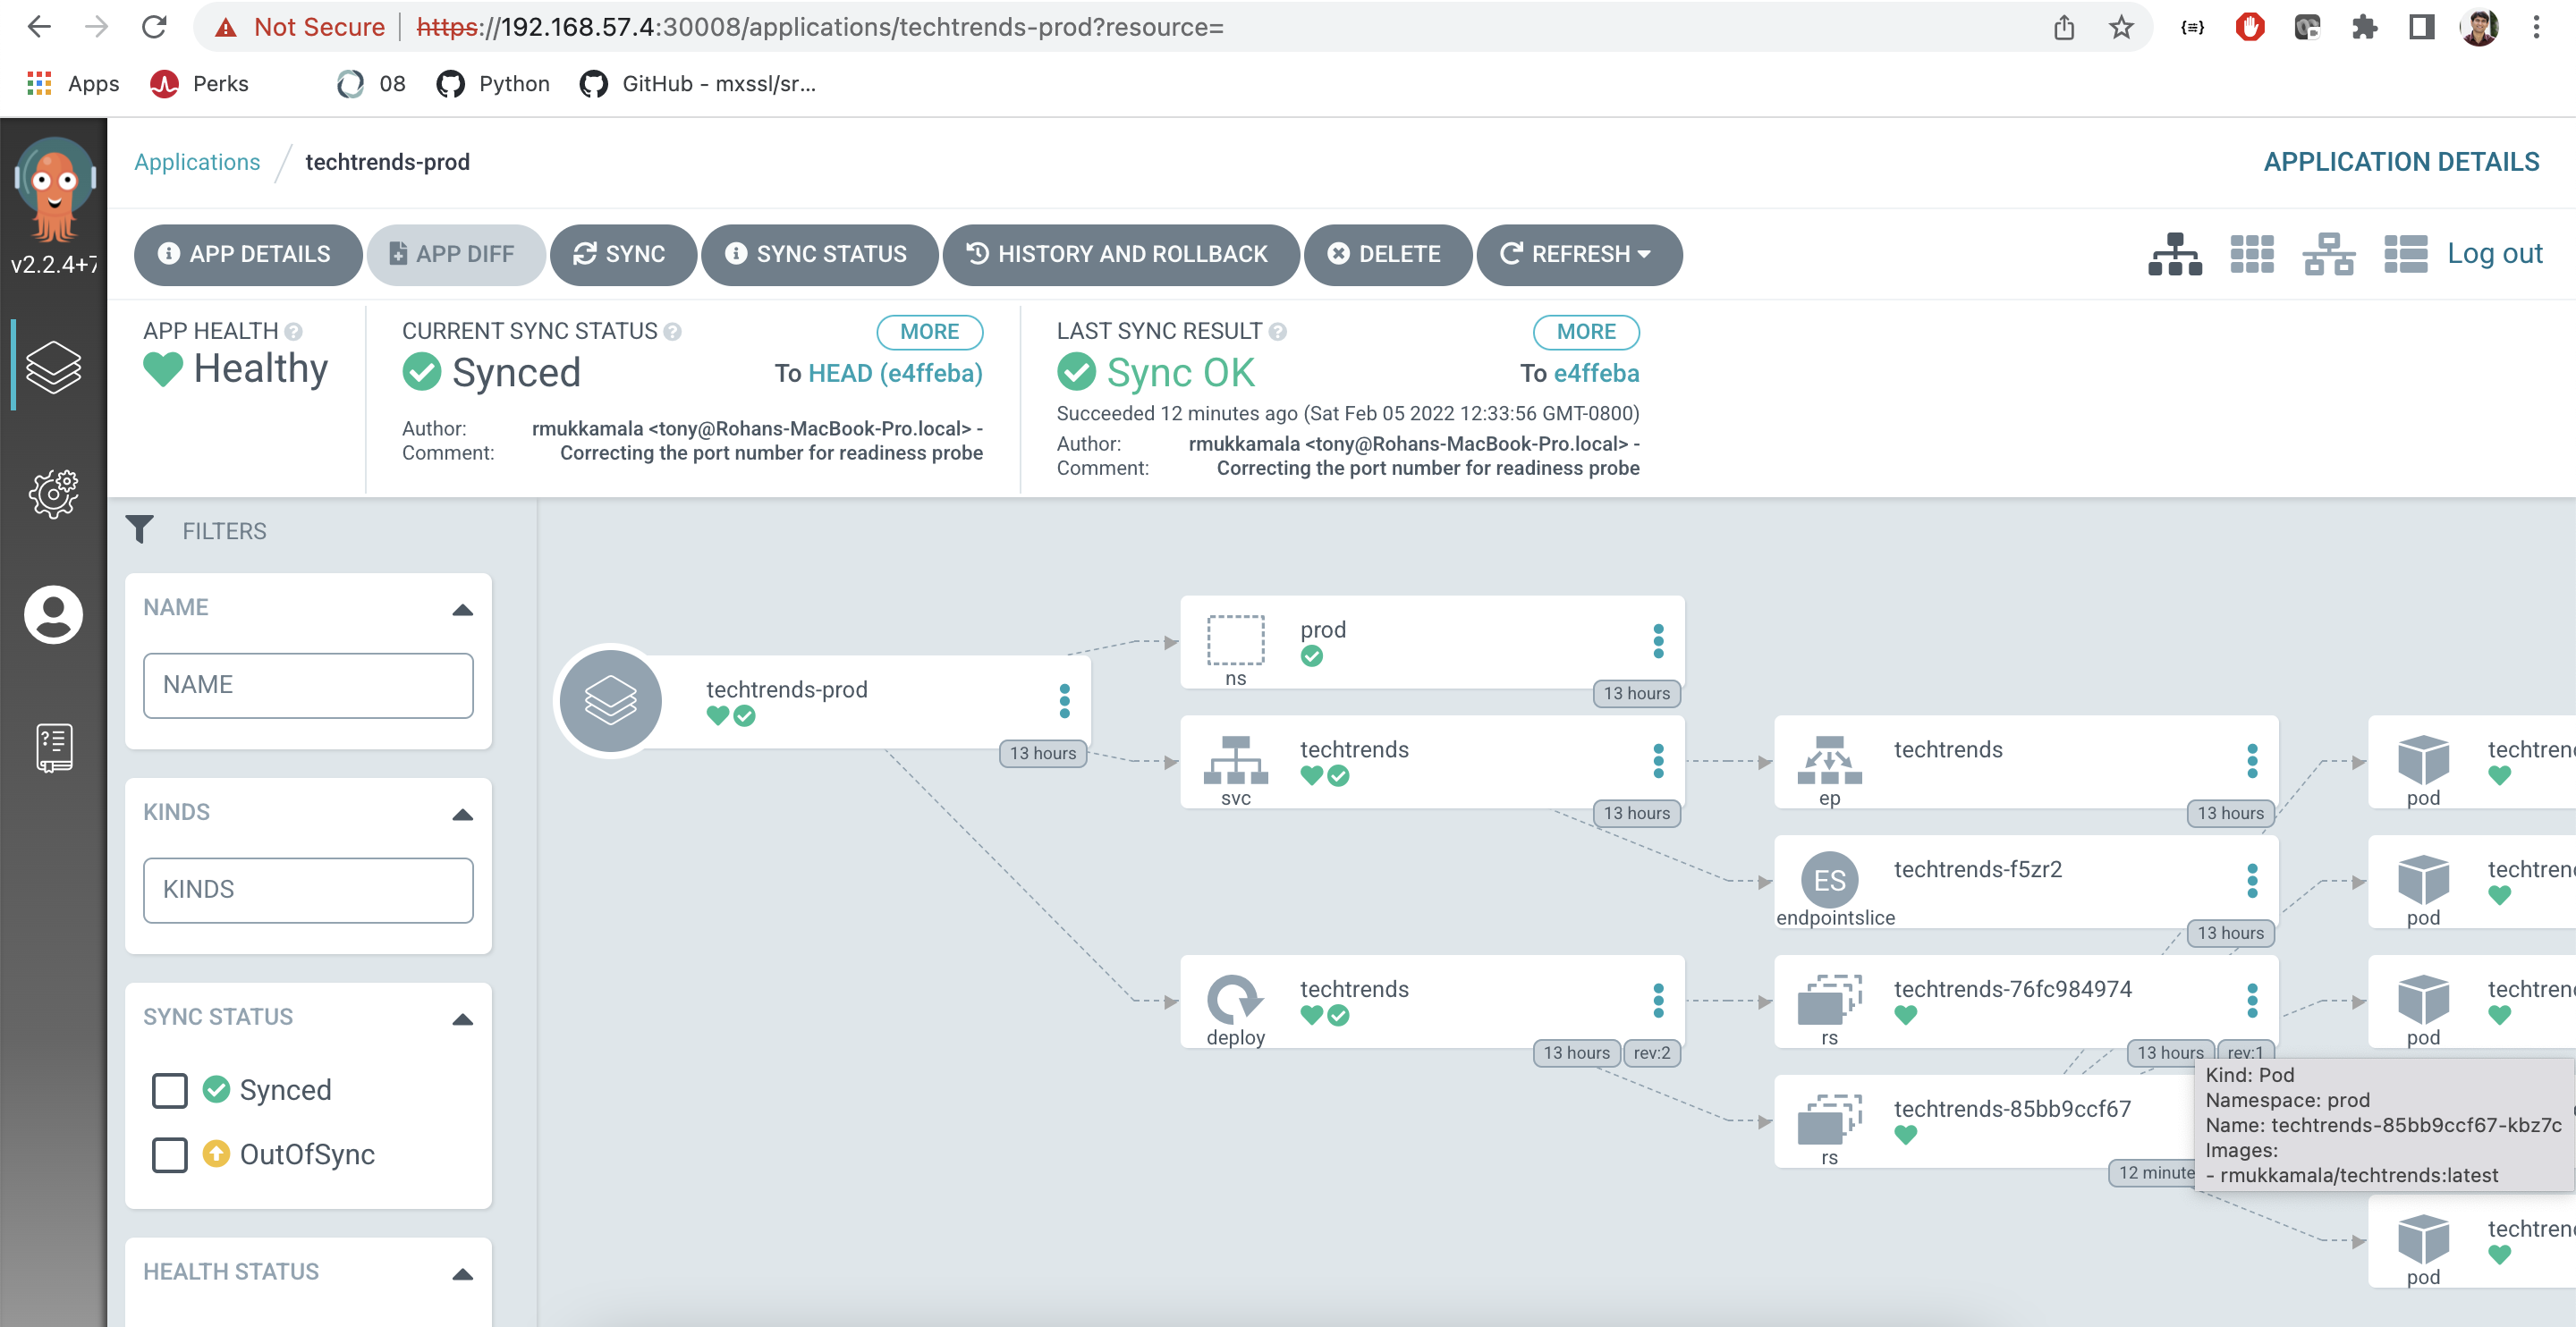 Not Secure | https://192.168.57.4:30008/applications/techtrends-prod?resource=
Apps Perks 08 Python GitHub - mxssl/sr...
Applications / techtrends-prod APPLICATION DETAILS
v2.2.4+7
APP DETAILS APP DIFF SYNC SYNC STATUS HISTORY AND ROLLBACK DELETE REFRESH Log out
APP HEALTH
Healthy
CURRENT SYNC STATUS MORE
Synced To HEAD (e4ffeba)
Author: rmukkamala <tony@Rohans-MacBook-Pro.local> -
Comment: Correcting the port number for readiness probe
LAST SYNC RESULT MORE
Sync OK To e4ffeba
Succeeded 12 minutes ago (Sat Feb 05 2022 12:33:56 GMT-0800)
Author: rmukkamala <tony@Rohans-MacBook-Pro.local> -
Comment: Correcting the port number for readiness probe
FILTERS
NAME
NAME
KINDS
KINDS
SYNC STATUS
Synced
OutOfSync
HEALTH STATUS
techtrends-prod
13 hours
prod
ns
13 hours
techtrends
svc
13 hours
techtrends
deploy
13 hours rev:2
techtrends
ep
13 hours
ES
techtrends-f5zr2
endpointslice
13 hours
techtrends-76fc984974
rs
13 hours rev:1
techtrends-85bb9ccf67
rs
12 minute
techtren
pod
techtren
pod
techtren
pod
Kind: Pod
Namespace: prod
Name: techtrends-85bb9ccf67-kbz7c
Images:
- rmukkamala/techtrends:latest
techtren
pod